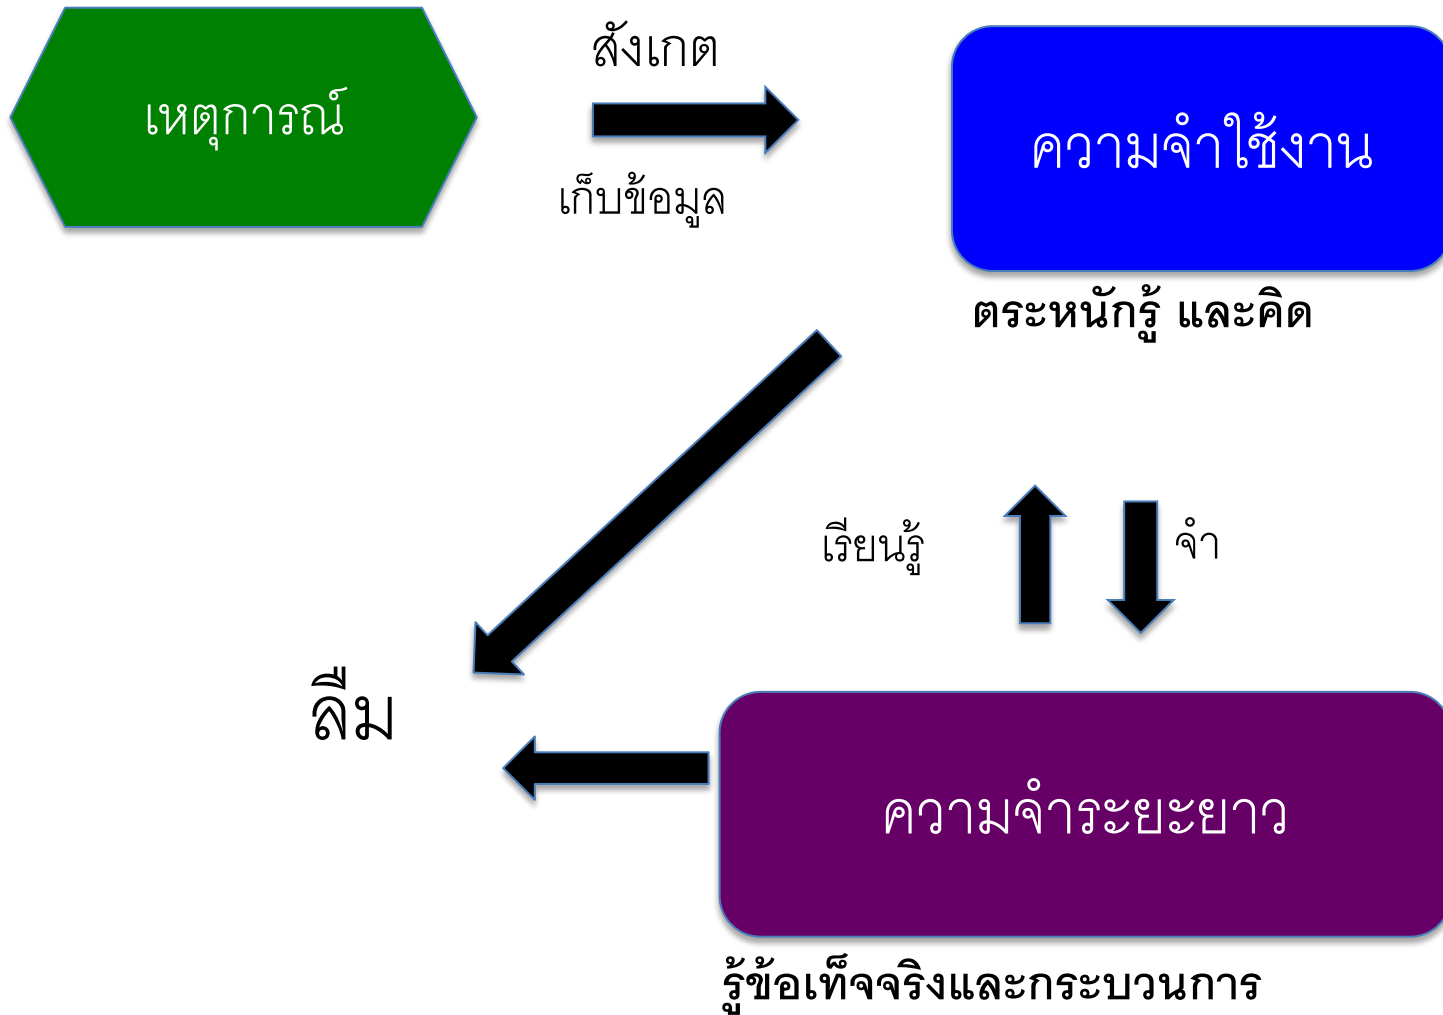 เหตุการณ์
สังเกต
เก็บข้อมูล
ความจำใช้งาน
ตระหนักรู้ และคิด
เรียนรู้
จำ
ลืม
ความจำระยะยาว
รู้ข้อเท็จจริงและกระบวนการ